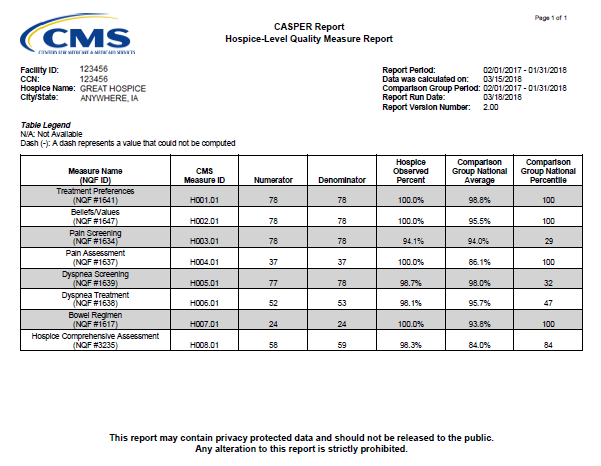 Page 1 of 1
CMS
CENTERS FOR MEDICARE & MEDICAID SERVICES
CASPER Report
Hospice-Level Quality Measure Report
Facility ID: 123456
CCN: 123456
Hospice Name: GREAT HOSPICE
City/State: ANYWHERE, IA
Report Period: 02/01/2017 - 01/31/2018
Data was calculated on: 03/15/2018
Comparison Group Period: 02/01/2017 - 01/31/2018
Report Run Date: 03/18/2018
Report Version Number: 2.00
Table Legend
N/A: Not Available
Dash (-): A dash represents a value that could not be computed
Measure Name (NQF ID) CMS Measure ID Numerator Denominator Hospice Observed Percent Comparison Group National Average Comparison Group National Percentile
Treatment Preferences (NQF #1641) H001.01 78 78 100.0% 98.8% 100
Beliefs/Values (NQF #1647) H002.01 78 78 100.0% 95.5% 100
Pain Screening (NQF #1634) H003.01 78 78 94.1% 94.0% 29
Pain Assessment (NQF #1637) H004.01 37 37 100.0% 86.1% 100
Dyspnea Screening (NQF #1639) H005.01 77 78 98.7% 98.0% 32
Dyspnea Treatment (NQF #1638) H006.01 52 53 98.1% 95.7% 47
Bowel Regimen (NQF #1617) H007.01 24 24 100.0% 93.8% 100
Hospice Comprehensive Assessment (NQF #3235) H008.01 58 59 98.3% 84.0% 84
This report may contain privacy protected data and should not be released to the public.
Any alteration to this report is strictly prohibited.